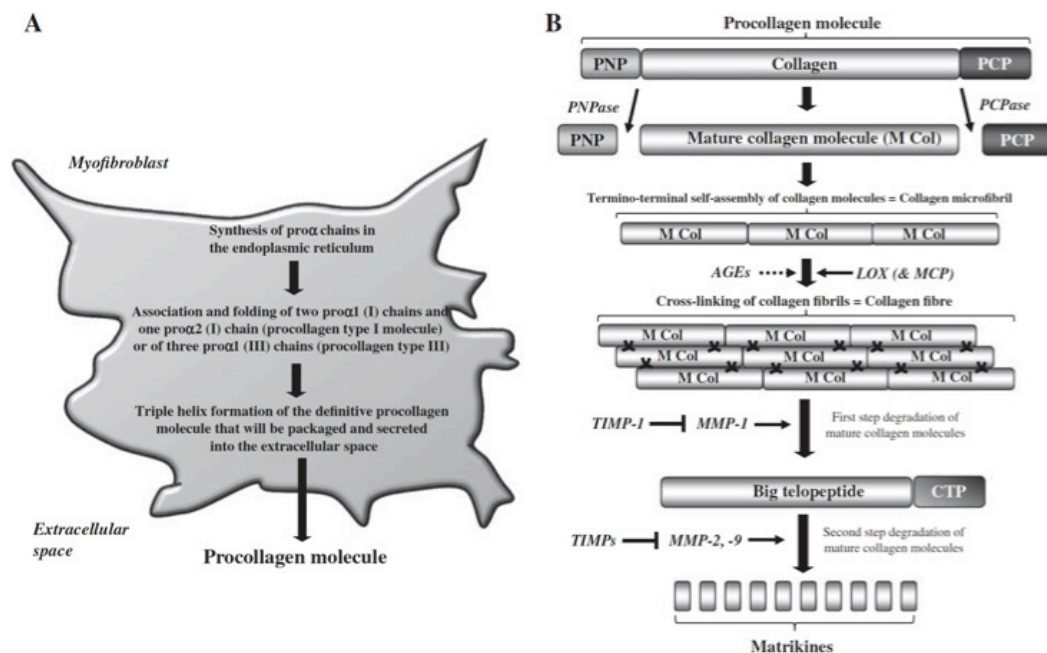 A
Myofibroblast
Synthesis of proα chains in
the endoplasmic reticulum
Association and folding of two proα1 (I) chains and
one proα2 (I) chain (procollagen type I molecule)
or of three proα1 (III) chains (procollagen type III)
Triple helix formation of the definitive procollagen
molecule that will be packaged and secreted
into the extracellular space
Extracellular
space
Procollagen molecule
B
Procollagen molecule
PNP Collagen PCP
PNPase PCPase
PNP Mature collagen molecule (M Col) PCP
Termino-terminal self-assembly of collagen molecules = Collagen microfibril
M Col M Col M Col
AGEs LOX (& MCP)
Cross-linking of collagen fibrils = Collagen fibre
M Col M Col M Col
M Col M Col M Col
M Col M Col M Col
TIMP-1 MMP-1 First step degradation of
mature collagen molecules
Big telopeptide CTP
TIMPs MMP-2, -9 Second step degradation of
mature collagen molecules
Matrikines